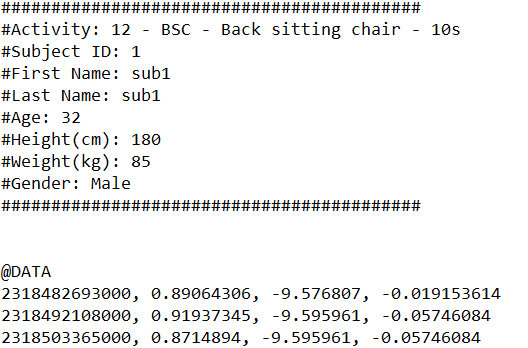 ##########################################
#Activity: 12 - BSC - Back sitting chair - 10s
#Subject ID: 1
#First Name: sub1
#Last Name: sub1
#Age: 32
#Height(cm): 180
#Weight(kg): 85
#Gender: Male
##########################################
@DATA
2318482693000, 0.89064306, -9.576807, -0.019153614
2318492108000, 0.91937345, -9.595961, -0.05746084
2318503365000, 0.8714894, -9.595961, -0.05746084